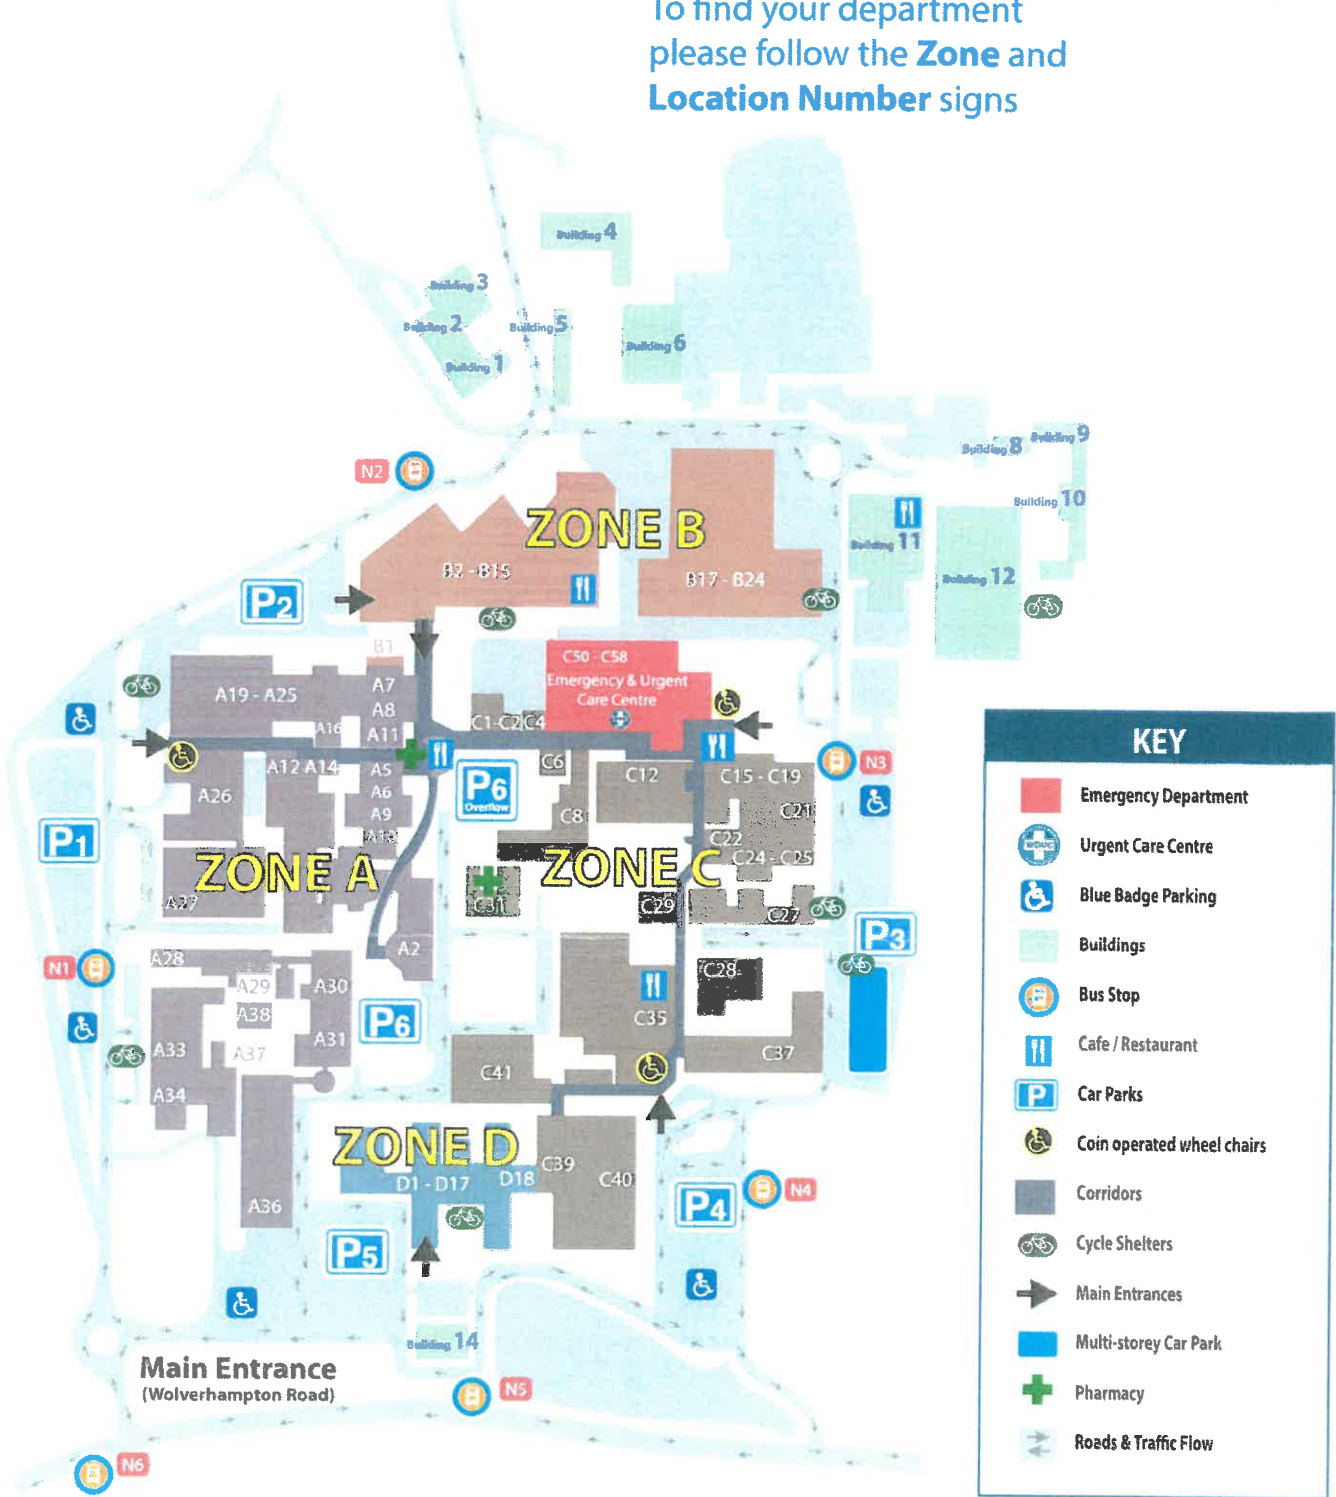 To find your department
please follow the Zone and
Location Number signs
Building 4
Building 3
Building 2
Building 5
Building 1
Building 6
Building 9
Building 8
Building 10
Building 11
Building 12
N2
ZONE B
B2 - B15
B17 - B24
P2
B1
A19 - A25
A7
A8
A16
A11
A12 A14
A5
A6
A9
A10
A26
A27
ZONE A
A2
A28
A29
A30
A38
A31
A33
A37
A34
A36
C50 - C58
Emergency & Urgent
Care Centre
C1-C2
C4
C6
C12
C15 - C19
C8
C21
C22
C24 - C25
ZONE C
C31
C29
C27
C28
C35
C37
C41
C39
C40
P6
Overflow
P1
N1
N3
P3
P6
ZONE D
D1 - D17
D18
P5
P4
N4
Building 14
Main Entrance
(Wolverhampton Road)
N5
N6
KEY
Emergency Department
Urgent Care Centre
Blue Badge Parking
Buildings
Bus Stop
Cafe / Restaurant
P
Car Parks
Coin operated wheel chairs
Corridors
Cycle Shelters
Main Entrances
Multi-storey Car Park
Pharmacy
Roads & Traffic Flow